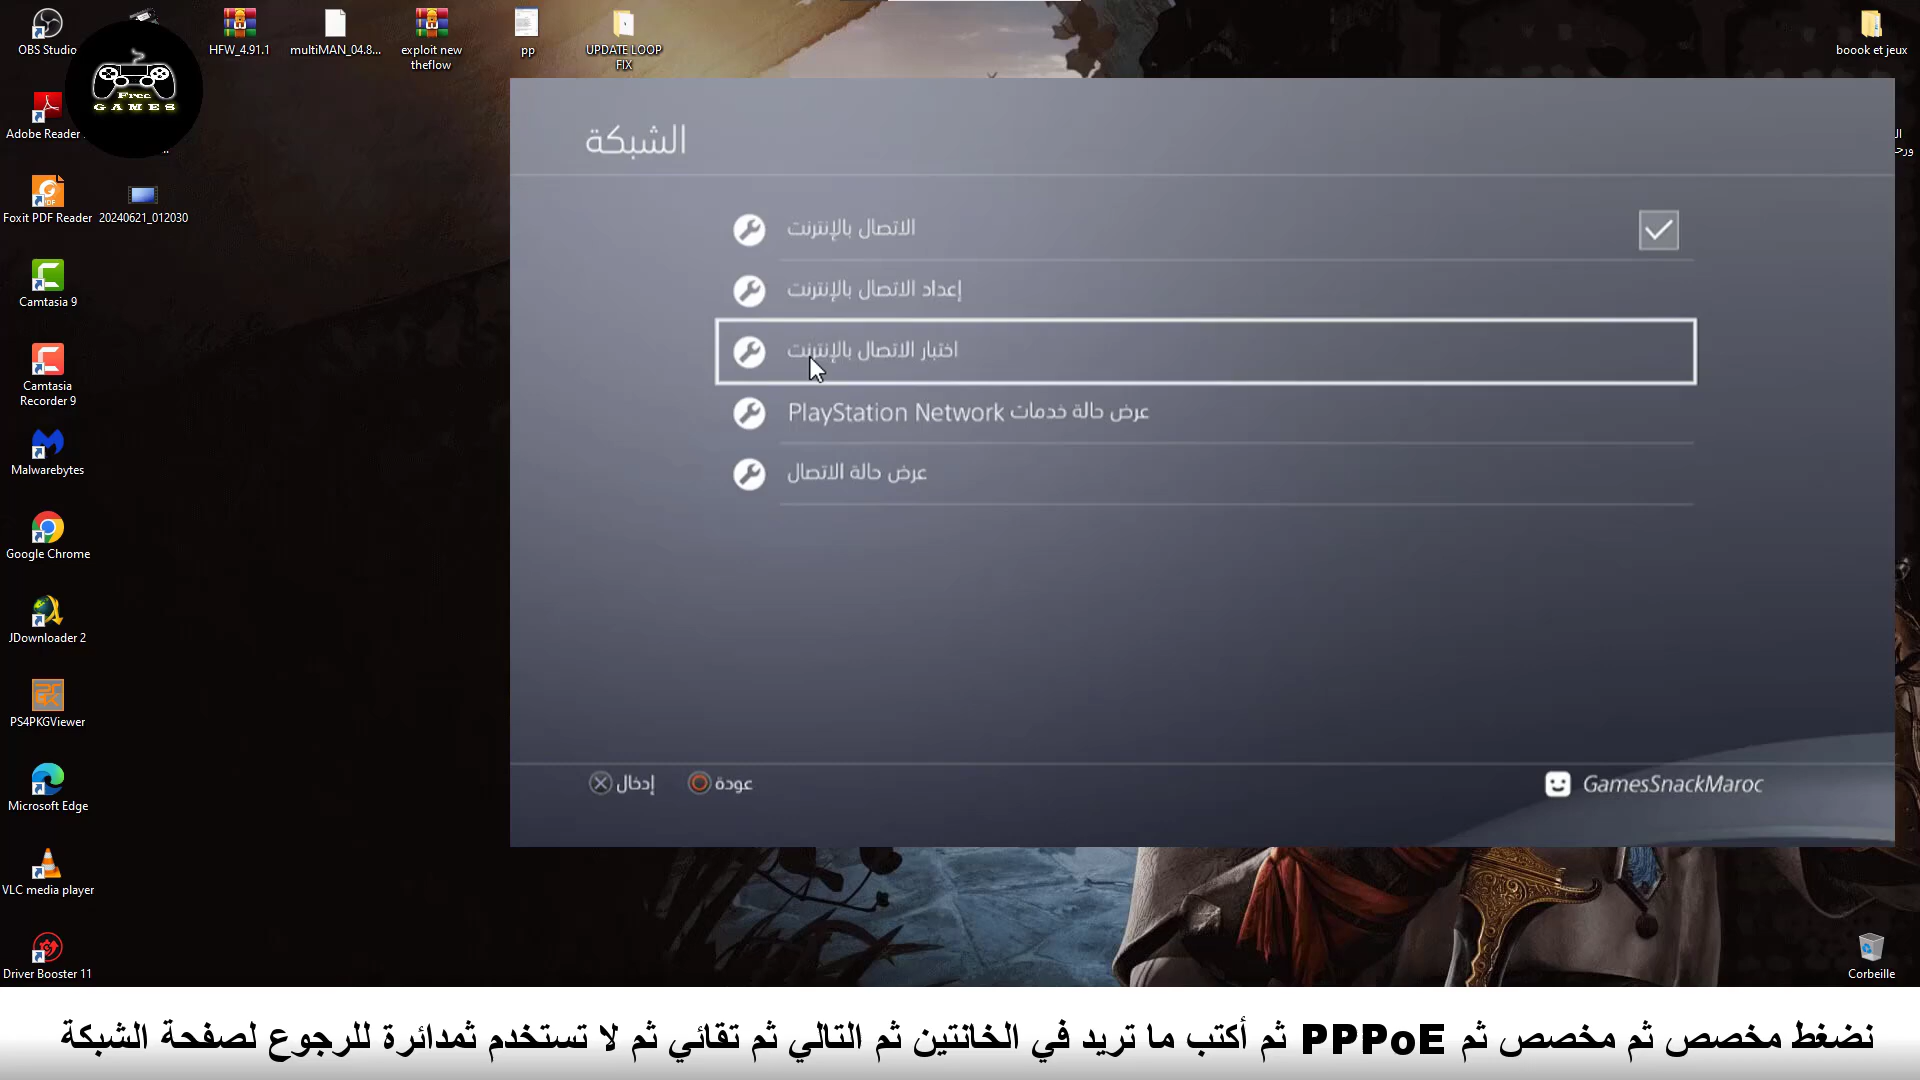 OBS Studio
HFW_4.91.1
multiMAN_04.8...
exploit new
theflow
pp
UPDATE LOOP
FIX
boook et jeux
Free
GAMES
Adobe Reader
Foxit PDF Reader
20240621_012030
Camtasia 9
Camtasia
Recorder 9
Malwarebytes
Google Chrome
JDownloader 2
PS4PKGViewer
Microsoft Edge
VLC media player
Driver Booster 11
Corbeille
الشبكة
الاتصال بالإنترنت
إعداد الاتصال بالإنترنت
اختبار الاتصال بالإنترنت
عرض حالة خدمات PlayStation Network
عرض حالة الاتصال
إدخال
عودة
GamesSnackMaroc
نضغط مخصص ثم مخصص ثم PPPoE ثم أكتب ما تريد في الخانتين ثم التالي ثم تقائي ثم لا تستخدم ثمدائرة للرجوع لصفحة الشبكة